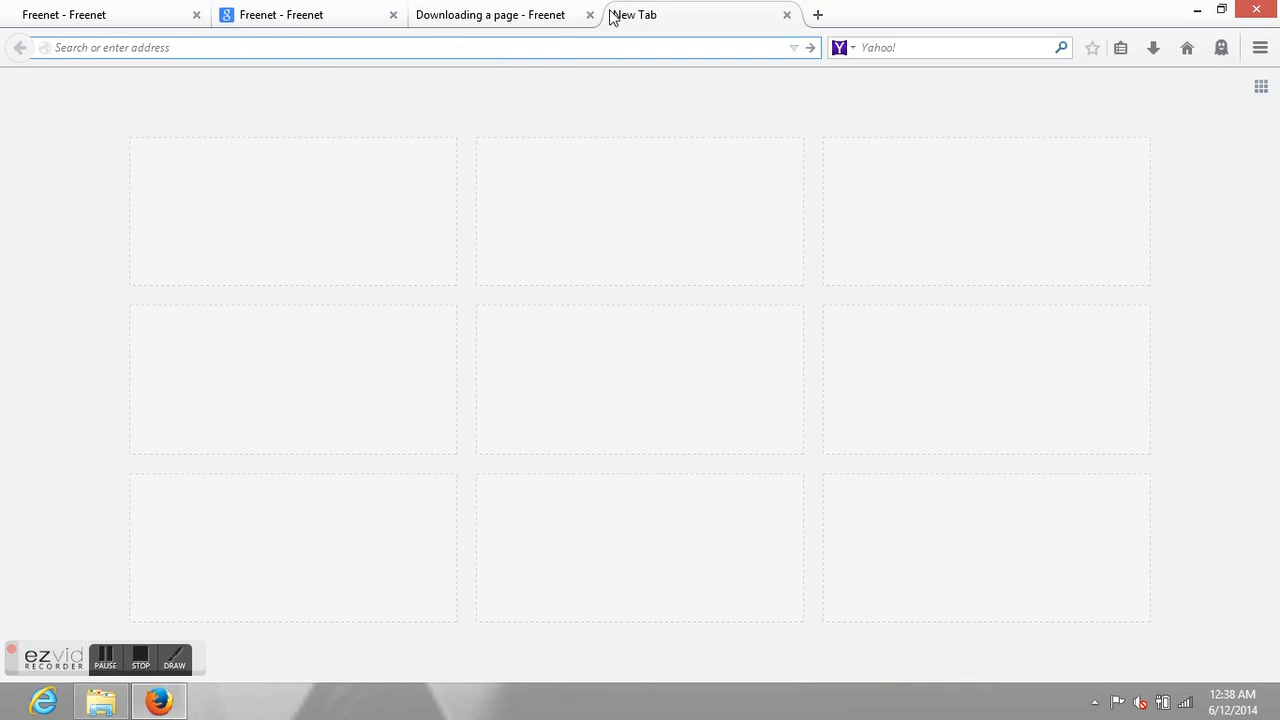 Freenet - Freenet
Freenet - Freenet
Downloading a page - Freenet
New Tab
Search or enter address
Yahoo!
ezvid
RECORDER
PAUSE
STOP
DRAW
12:38 AM
6/12/2014